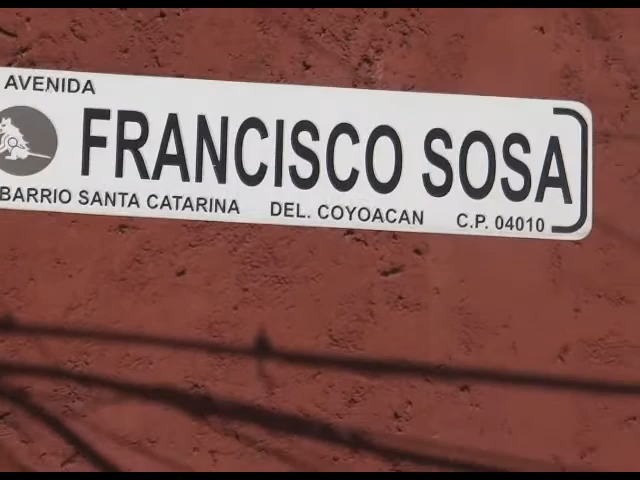 AVENIDA
FRANCISCO SOSA
BARRIO SANTA CATARINA DEL. COYOACAN C.P. 04010